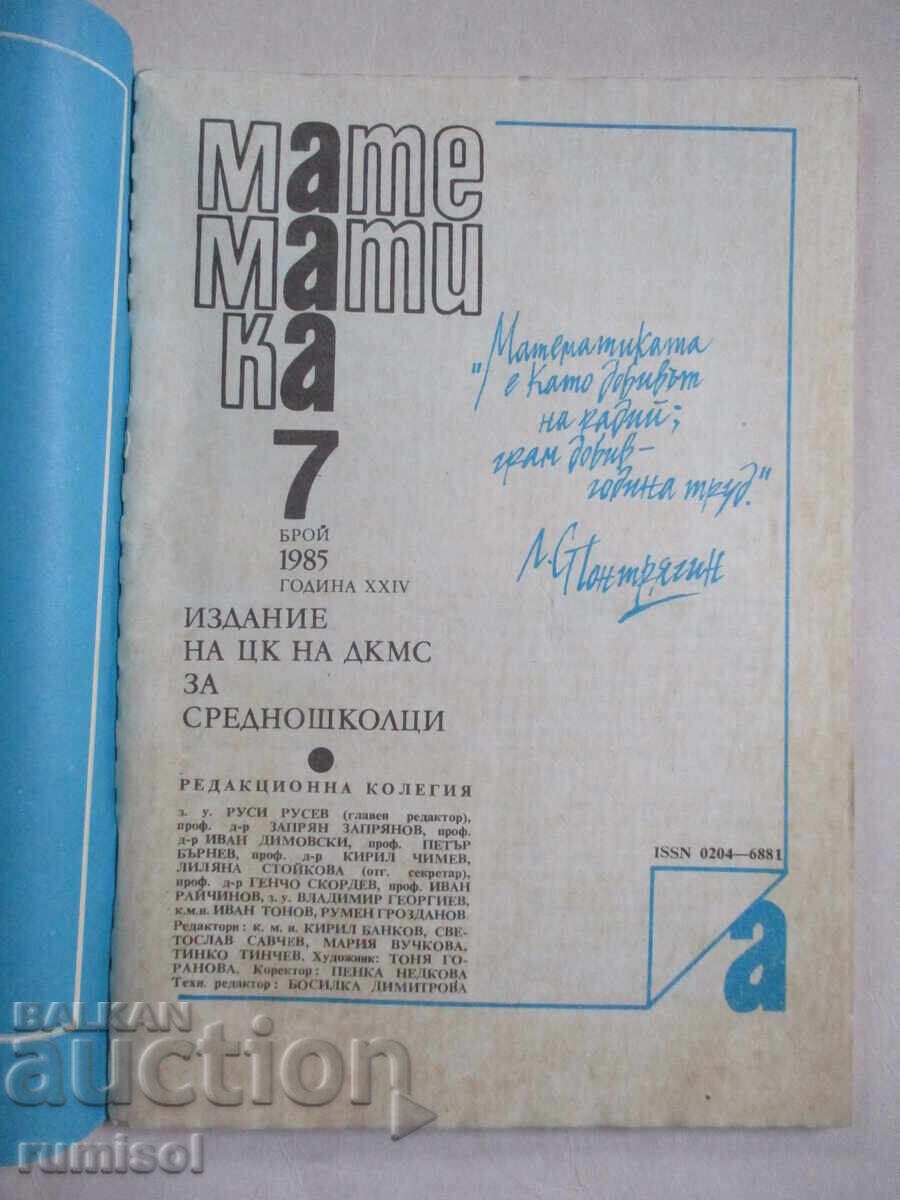 Мате
мати
ка
7
БРОЙ
1985
ГОДИНА XXIV
ИЗДАНИЕ
НА ЦК НА ДКМС
ЗА
СРЕДНОШКОЛЦИ
РЕДАКЦИОННА КОЛЕГИЯ
з. у. РУСИ РУСЕВ (главен редактор),
проф. д-р ЗАПРЯН ЗАПРЯНОВ, проф.
д-р ИВАН ДИМОВСКИ, проф. ПЕТЪР
БЪРНЕВ, проф. д-р КИРИЛ ЧИМЕВ,
ЛИЛЯНА СТОЙКОВА (отг. секретар),
проф. д-р ГЕНЧО СКОРДЕВ, проф. ИВАН
РАЙЧИНОВ, з. у. ВЛАДИМИР ГЕОРГИЕВ,
к.м.н. ИВАН ТОНОВ, РУМЕН ГРОЗДАНОВ
Редактори: к. м. н. КИРИЛ БАНКОВ, СВЕ-
ТОСЛАВ САВЧЕВ, МАРИЯ ВУЧКОВА,
ТИНКО ТИНЧЕВ. Художник: ТОНЯ ГО-
РАНОВА. Коректор: ПЕНКА НЕДКОВА
Техн. редактор: БОСИЛКА ДИМИТРОВА
"Математиката
е като добивът
на радий;
грам добив-
година труд."
Л. С. Понтрягин
ISSN 0204—6881
а
BALKAN
auction
rumisol